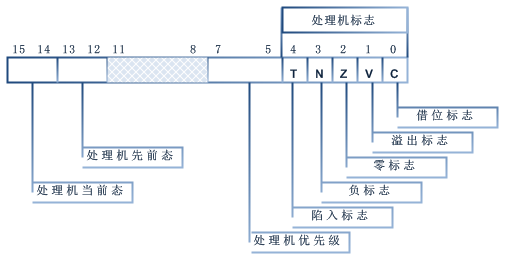 处理机标志
15 14 13 12 11 8 7 5 4 3 2 1 0
T N Z V C
借位标志
溢出标志
处理机先前态
零标志
处理机当前态
负标志
陷入标志
处理机优先级